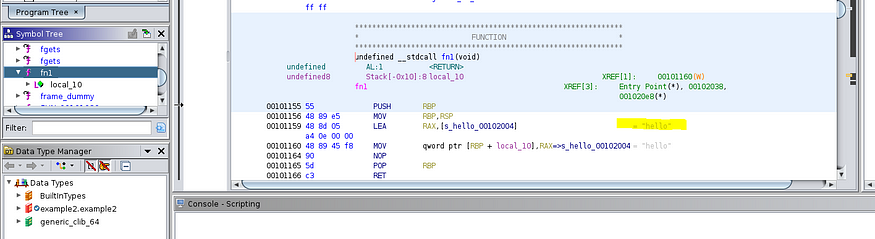 Program Tree ×
Symbol Tree
fgets
fgets
fn1
local_10
frame_dummy
Filter:
Data Type Manager
Data Types
BuiltInTypes
example2.example2
generic_clib_64
ff ff
**************************************************************
* FUNCTION *
**************************************************************
undefined __stdcall fn1(void)
undefined AL:1 <RETURN>
undefined8 Stack[-0x10]:8 local_10 XREF[1]: 00101160(W)
fn1 XREF[3]: Entry Point(*), 00102038,
001020e8(*)
00101155 55 PUSH RBP
00101156 48 89 e5 MOV RBP,RSP
00101159 48 8d 05 LEA RAX,[s_hello_00102004] = "hello"
a4 0e 00 00
00101160 48 89 45 f8 MOV qword ptr [RBP + local_10],RAX=>s_hello_00102004 = "hello"
00101164 90 NOP
00101165 5d POP RBP
00101166 c3 RET
Console - Scripting